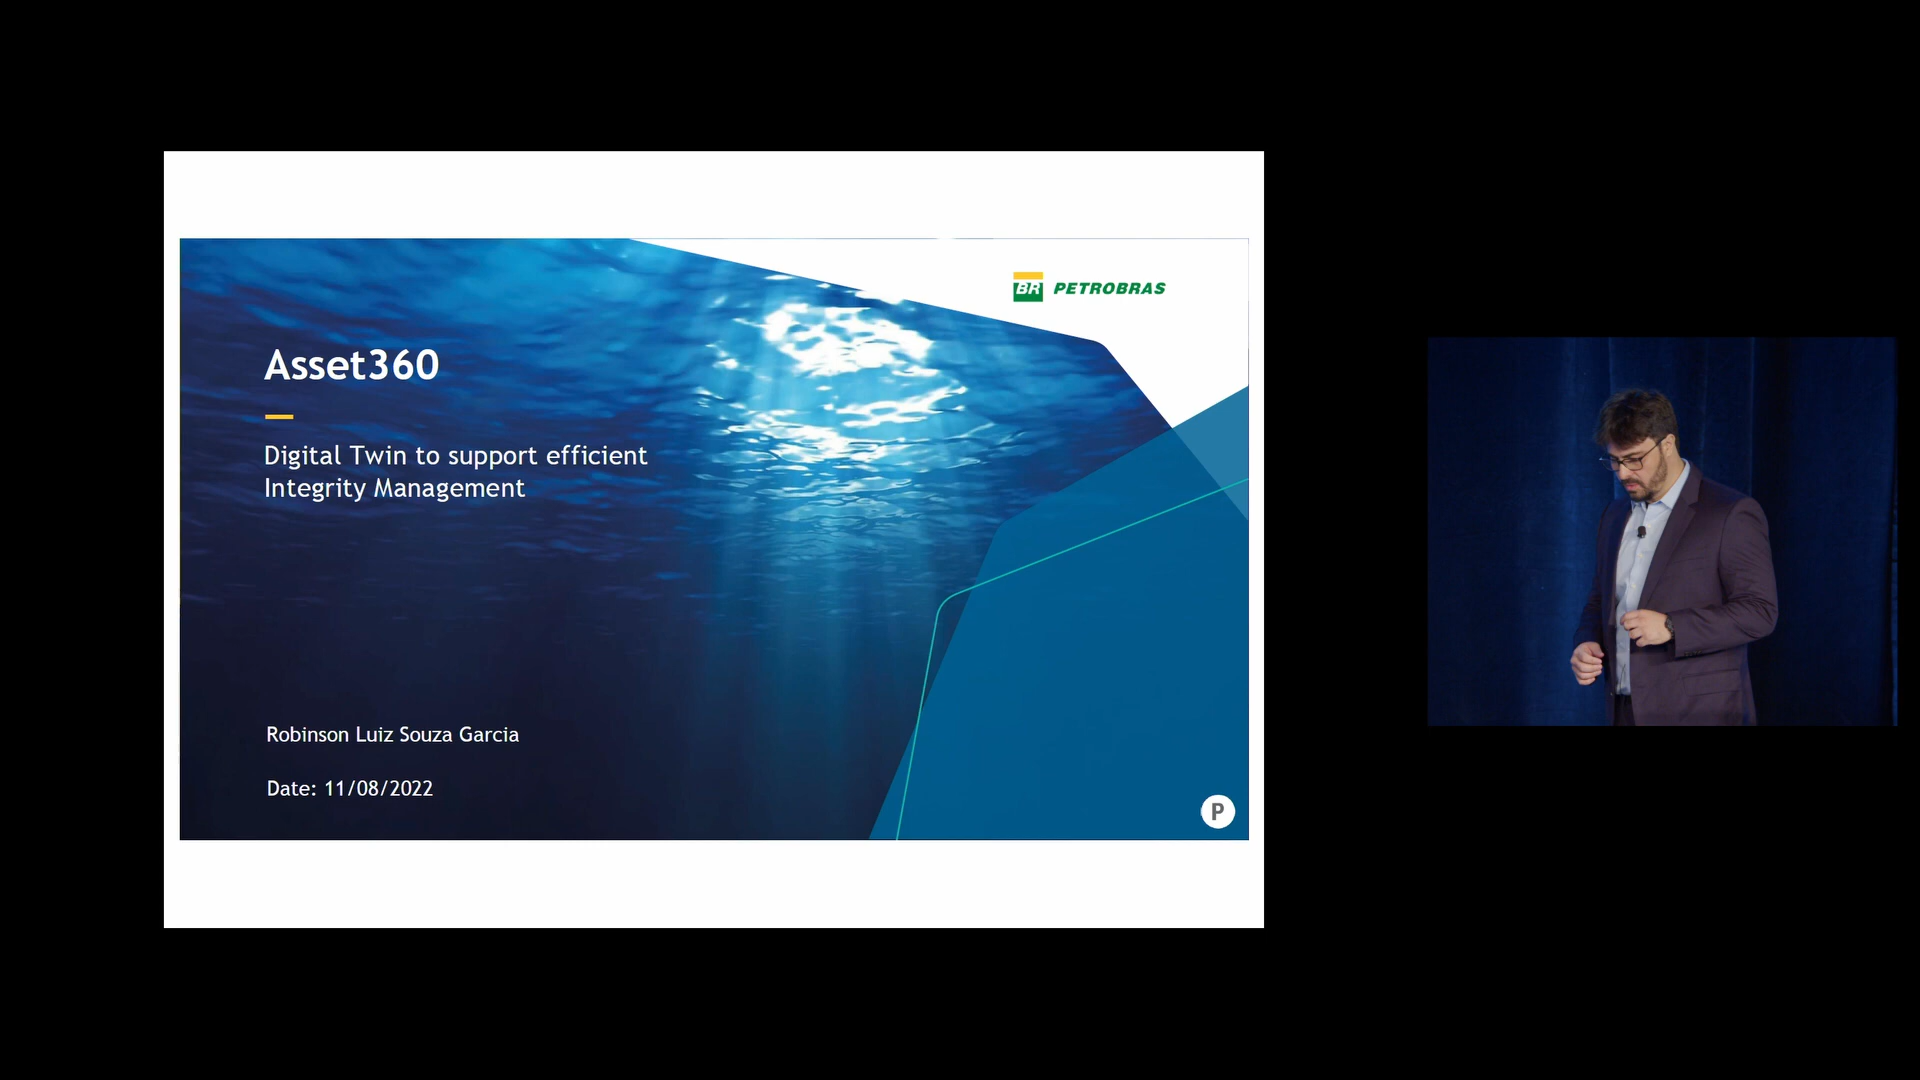 BR PETROBRAS
Asset360
Digital Twin to support efficient
Integrity Management
Robinson Luiz Souza Garcia
Date: 11/08/2022
P